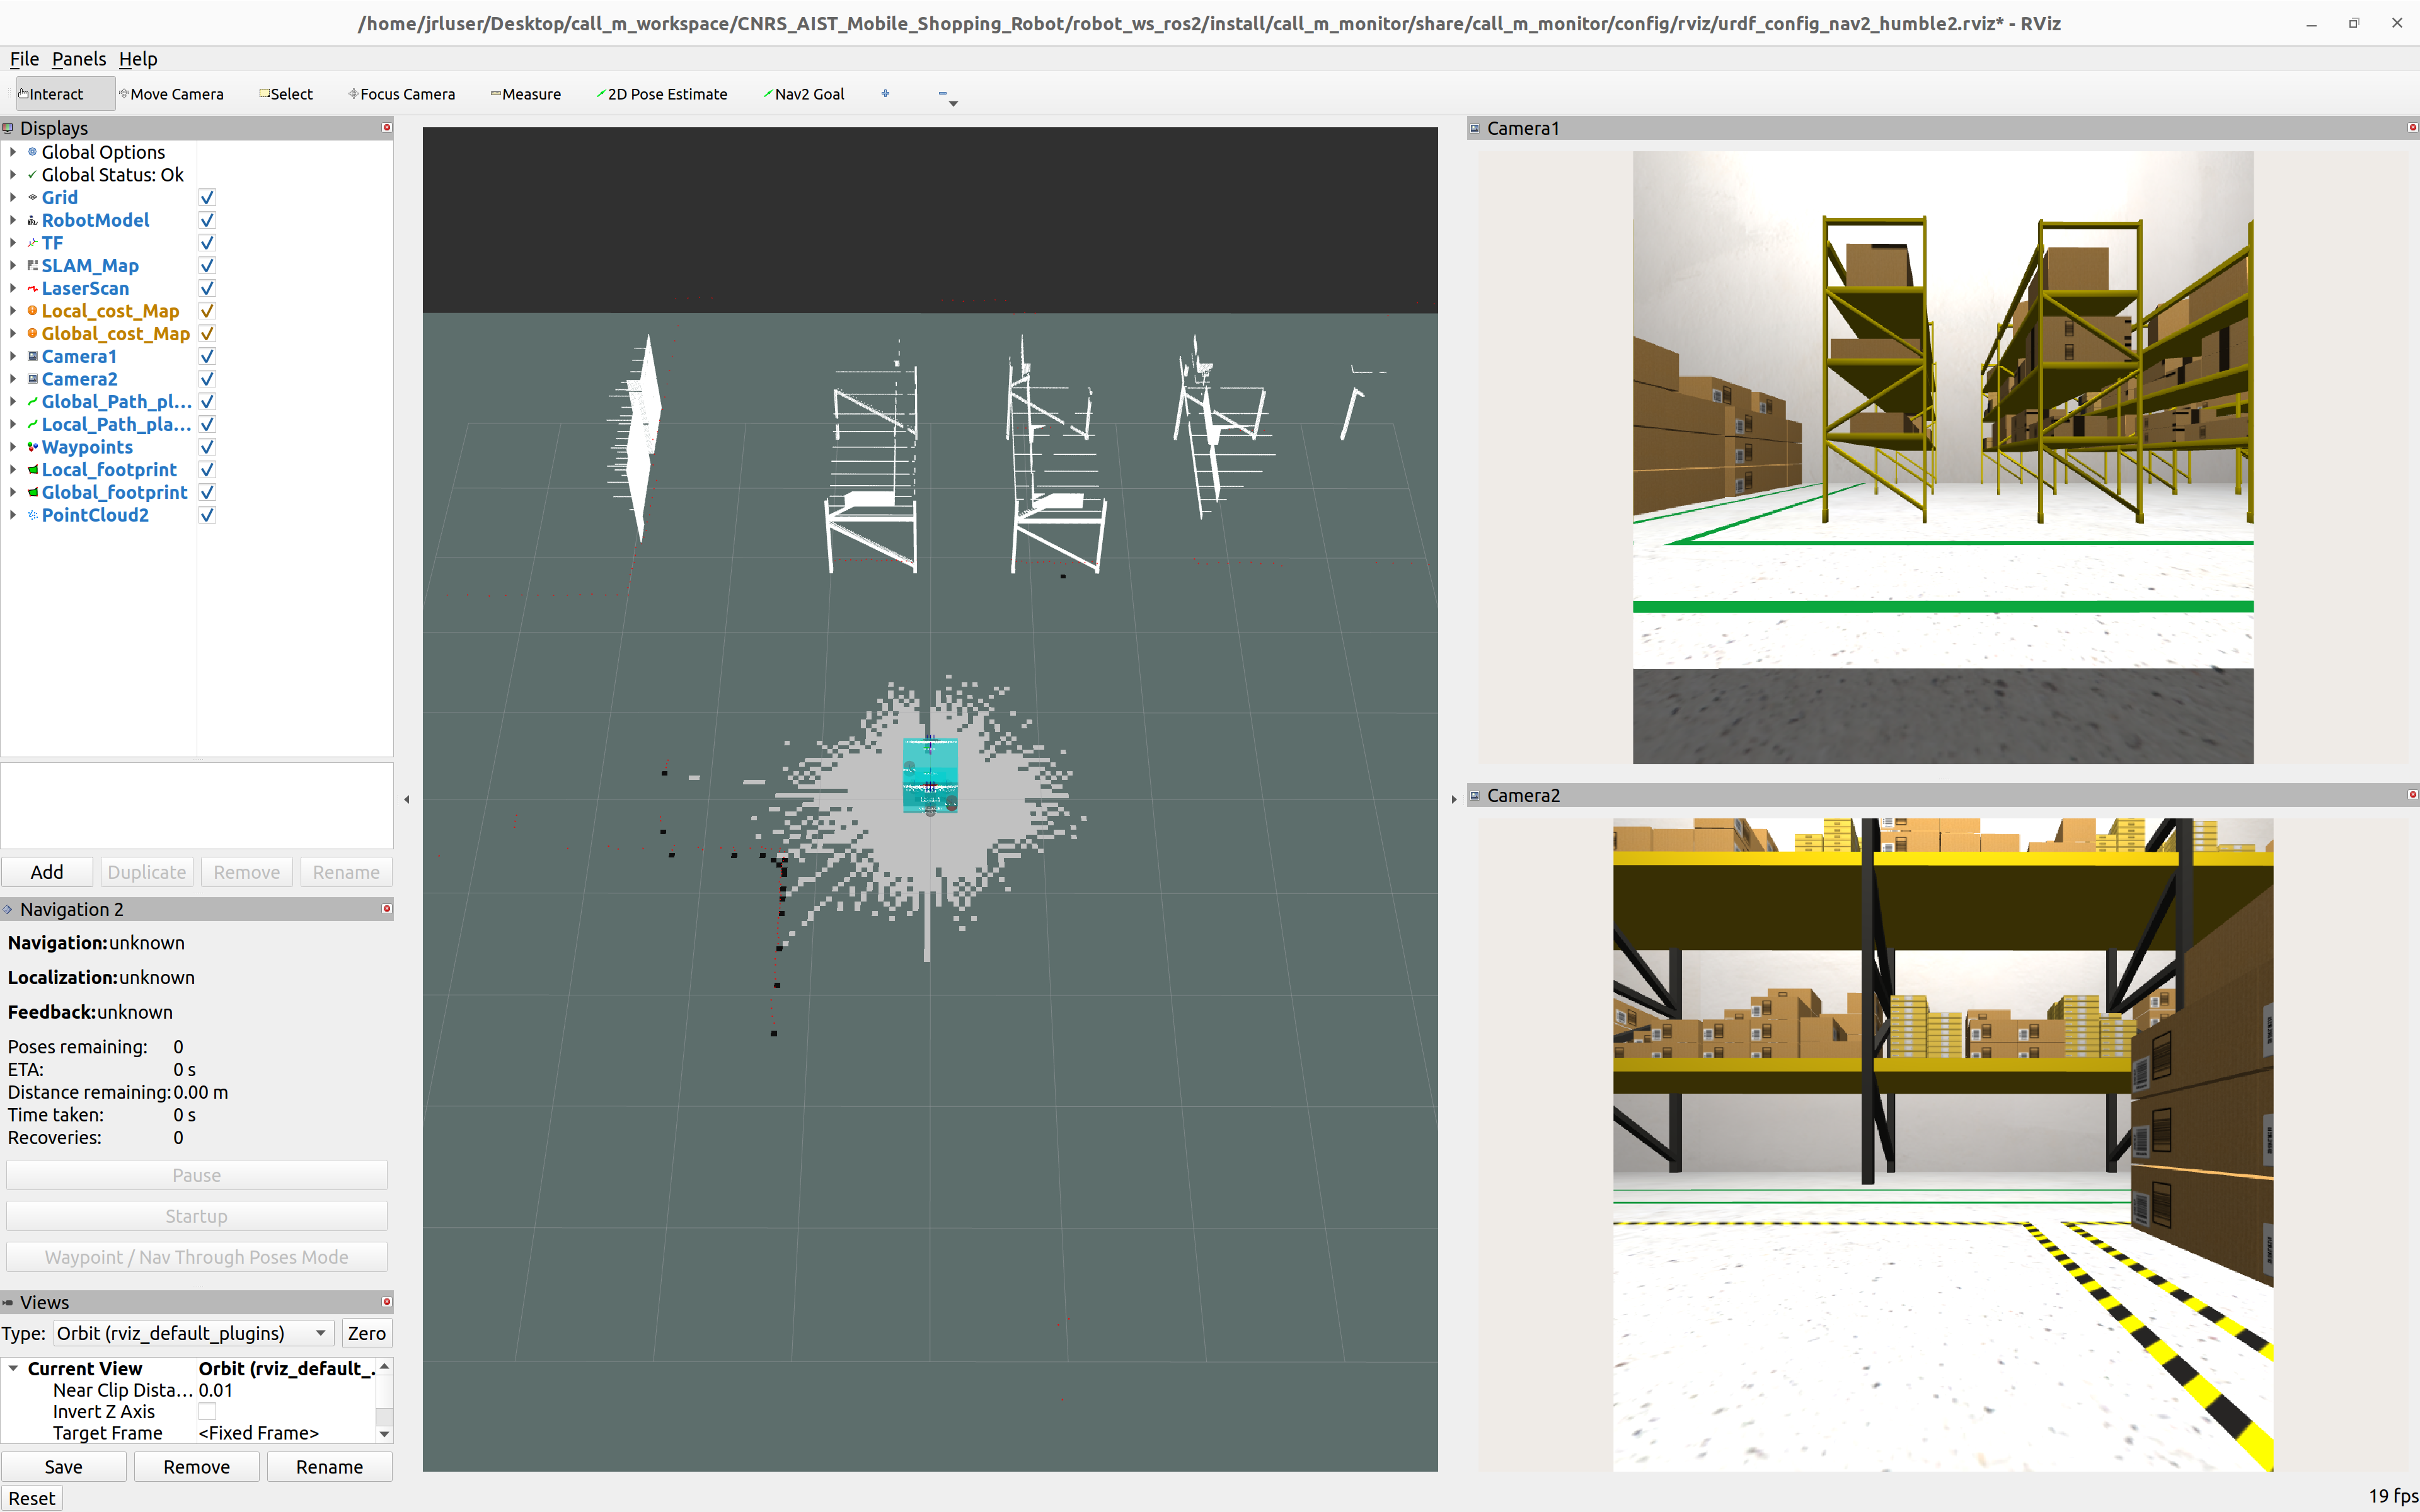 /home/jrluser/Desktop/call_m_workspace/CNRS_AIST_Mobile_Shopping_Robot/robot_ws_ros2/install/call_m_monitor/share/call_m_monitor/config/rviz/urdf_config_nav2_humble2.rviz* - RViz
File Panels Help
Interact Move Camera Select Focus Camera Measure 2D Pose Estimate Nav2 Goal
Displays
Global Options
Global Status: Ok
Grid
RobotModel
TF
SLAM_Map
LaserScan
Local_cost_Map
Global_cost_Map
Camera1
Camera2
Global_Path_pl...
Local_Path_pla...
Waypoints
Local_footprint
Global_footprint
PointCloud2
Add Duplicate Remove Rename
Navigation 2
Navigation: unknown
Localization: unknown
Feedback: unknown
Poses remaining: 0
ETA: 0 s
Distance remaining: 0.00 m
Time taken: 0 s
Recoveries: 0
Pause
Startup
Waypoint / Nav Through Poses Mode
Views
Type: Orbit (rviz_default_plugins) Zero
Current View Orbit (rviz_default_...
Near Clip Dista... 0.01
Invert Z Axis
Target Frame <Fixed Frame>
Save Remove Rename
Reset
Camera1
Camera2
19 fps